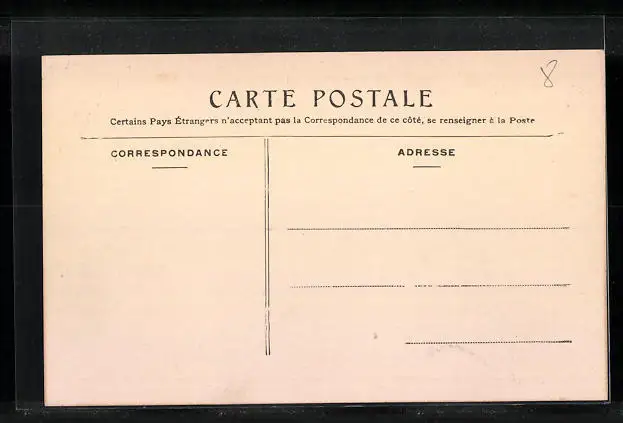 8
CARTE POSTALE
Certains Pays Étrangers n'acceptant pas la Correspondance de ce côté, se renseigner à la Poste
CORRESPONDANCE
ADRESSE